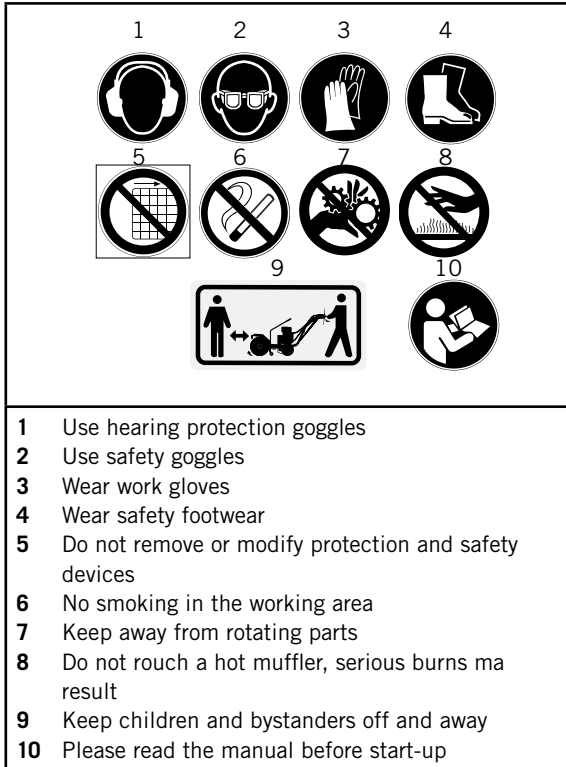 1 2 3 4
5 6 7 8
9 10
1 Use hearing protection goggles
2 Use safety goggles
3 Wear work gloves
4 Wear safety footwear
5 Do not remove or modify protection and safety
devices
6 No smoking in the working area
7 Keep away from rotating parts
8 Do not rouch a hot muffler, serious burns ma
result
9 Keep children and bystanders off and away
10 Please read the manual before start-up